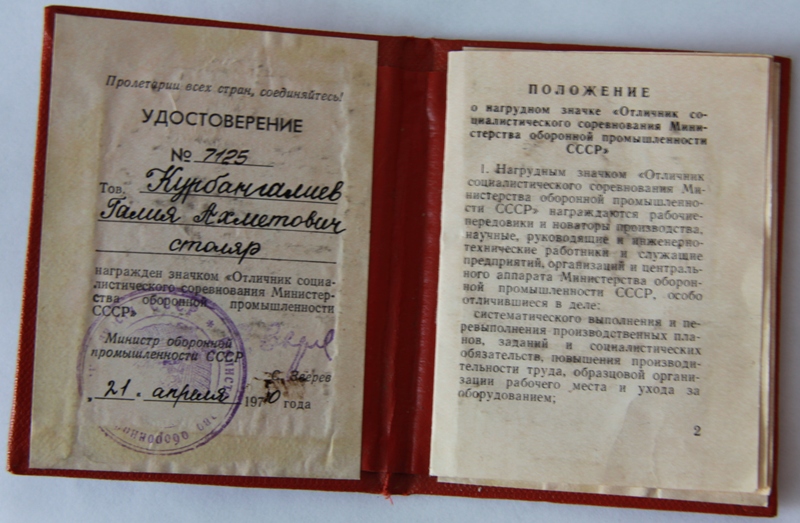 Пролетарии всех стран, соединяйтесь!
УДОСТОВЕРЕНИЕ
№ 7125
Тов. Курбангалиев
Галия Ахметович
столяр
награжден значком «Отличник социа-
листического соревнования Министер-
ства оборонной промышленности
СССР»
Министр оборонной
промышленности СССР
С. Зверев
„21. апреля 1970 года
ПОЛОЖЕНИЕ
о нагрудном значке «Отличник со-
циалистического соревнования Мини-
стерства оборонной промышленности
СССР»
1. Нагрудным значком «Отличник
социалистического соревнования Ми-
нистерства оборонной промышленно-
сти СССР» награждаются рабочие-
передовики и новаторы производства,
научные, руководящие и инженерно-
технические работники и служащие
предприятий, организаций и централь-
ного аппарата Министерства оборон-
ной промышленности СССР, особо
отличившиеся в деле:
систематического выполнения и пе-
ревыполнения производственных пла-
нов, заданий и социалистических
обязательств, повышения производи-
тельности труда, образцовой органи-
зации рабочего места и ухода за
оборудованием;
2